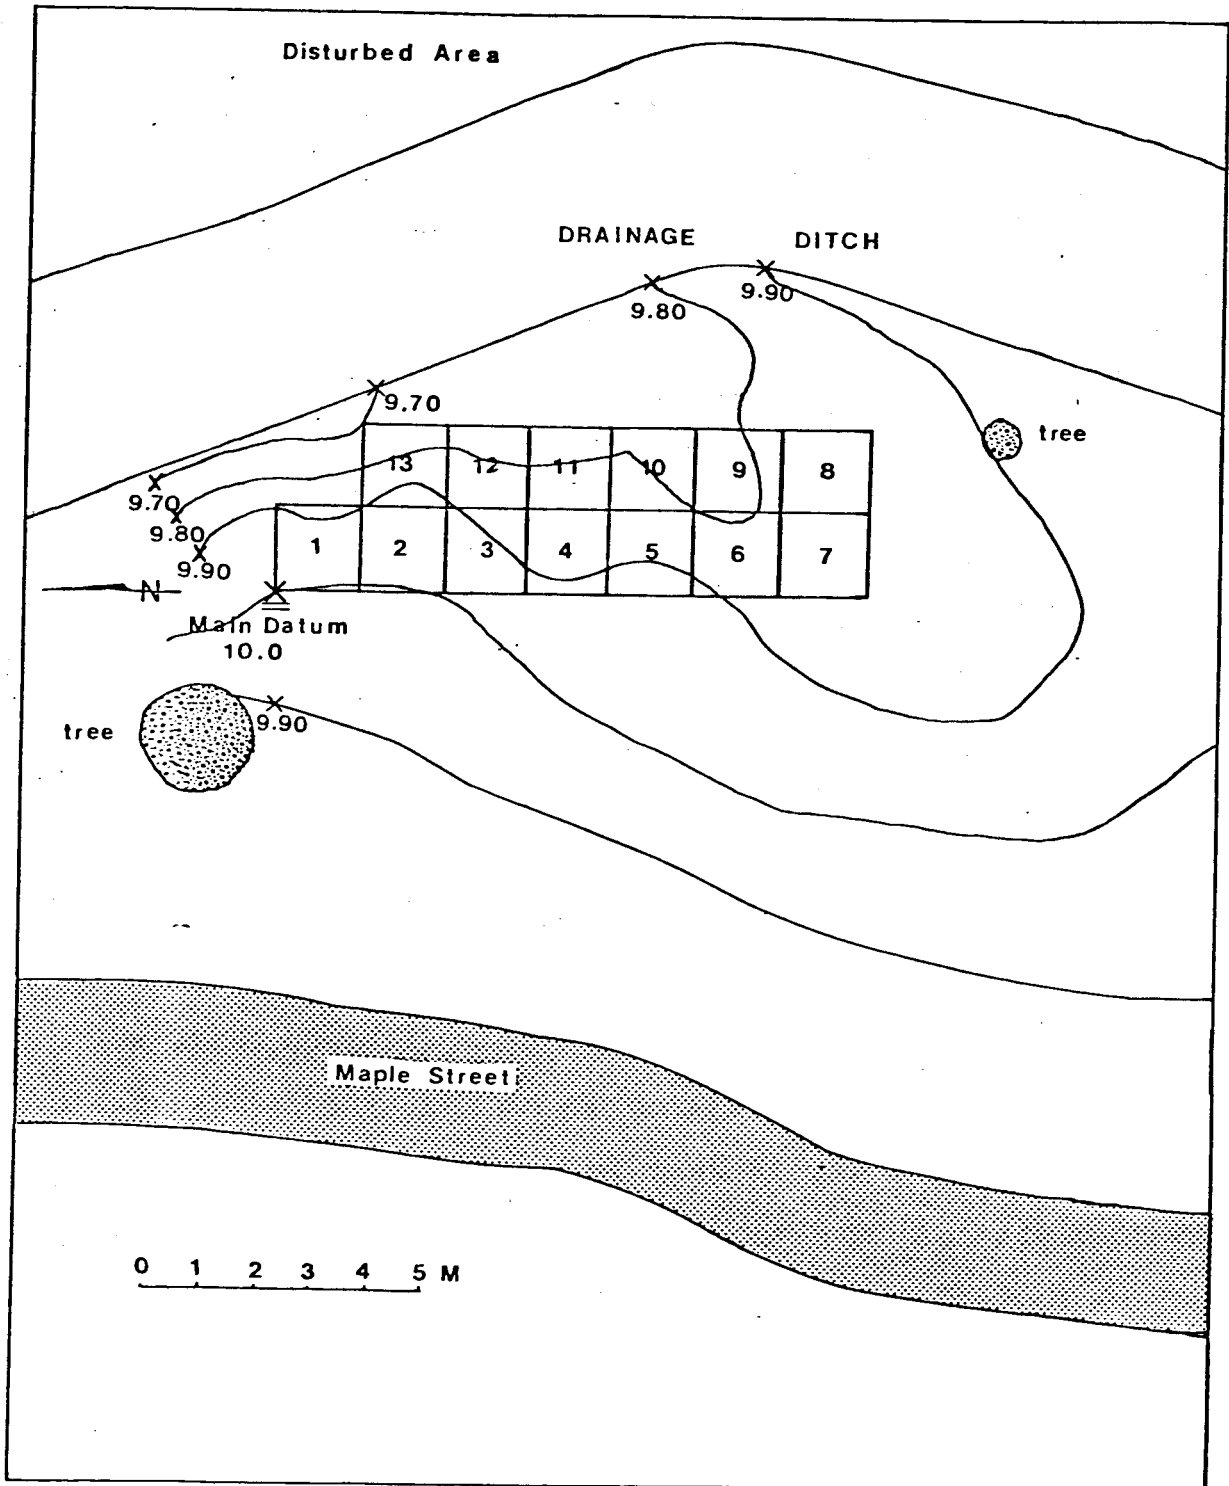 Disturbed Area
DRAINAGE DITCH
9.80
9.90
9.70
tree
13 12 11 10 9 8
9.70
9.80
9.90
1 2 3 4 5 6 7
N
Main Datum
10.0
9.90
tree
Maple Street
0 1 2 3 4 5 M